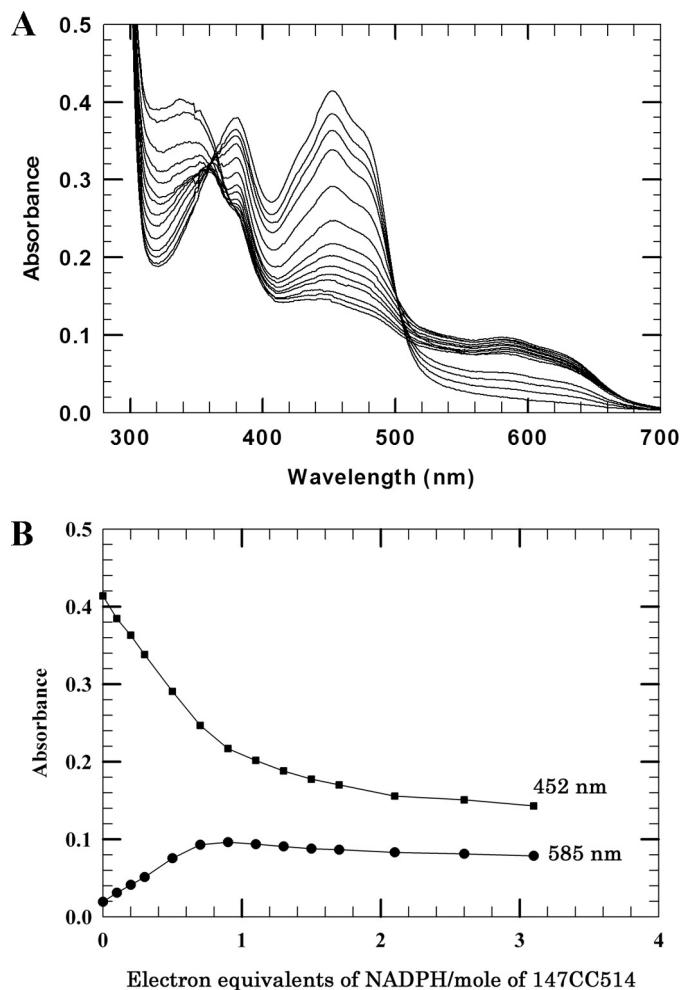 A
0.5
0.4
0.3
0.2
0.1
0.0
Absorbance
300 400 500 600 700
Wavelength (nm)
B
0.5
0.4
0.3
0.2
0.1
0.0
Absorbance
452 nm
585 nm
0 1 2 3 4
Electron equivalents of NADPH/mole of 147CC514